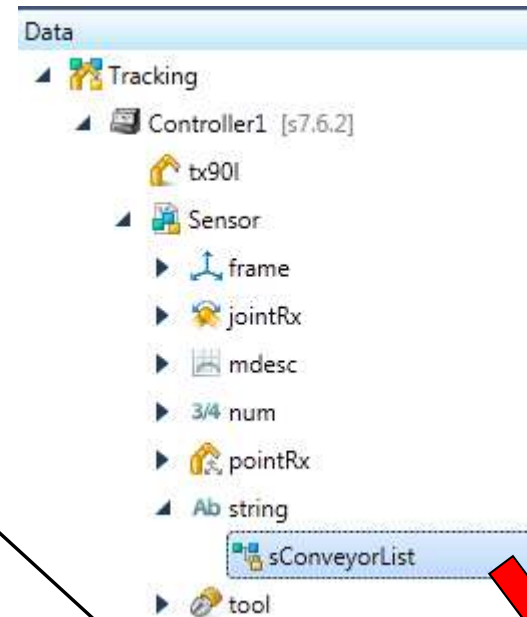 Data
Tracking
Controller1 [s7.6.2]
tx90l
Sensor
frame
jointRx
mdesc
3/4 num
pointRx
Ab string
sConveyorList
tool